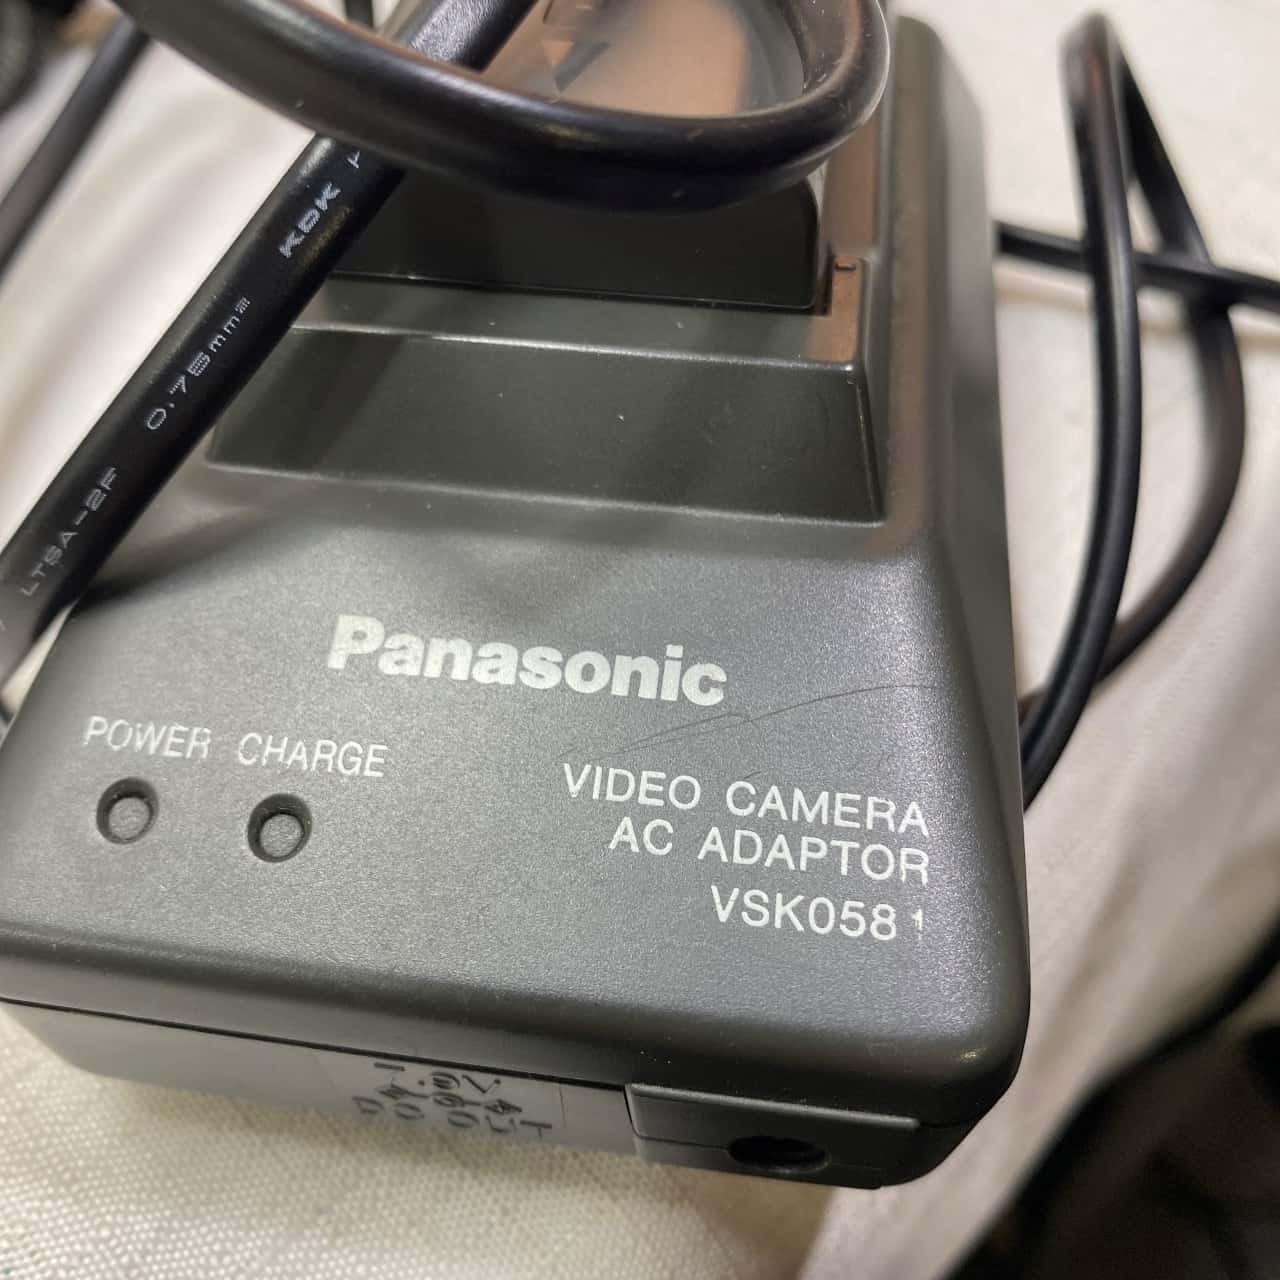 KDK
0.75mm²
LTSA-2F
Panasonic
POWER CHARGE
VIDEO CAMERA
AC ADAPTOR
VSK0581
DC OUT